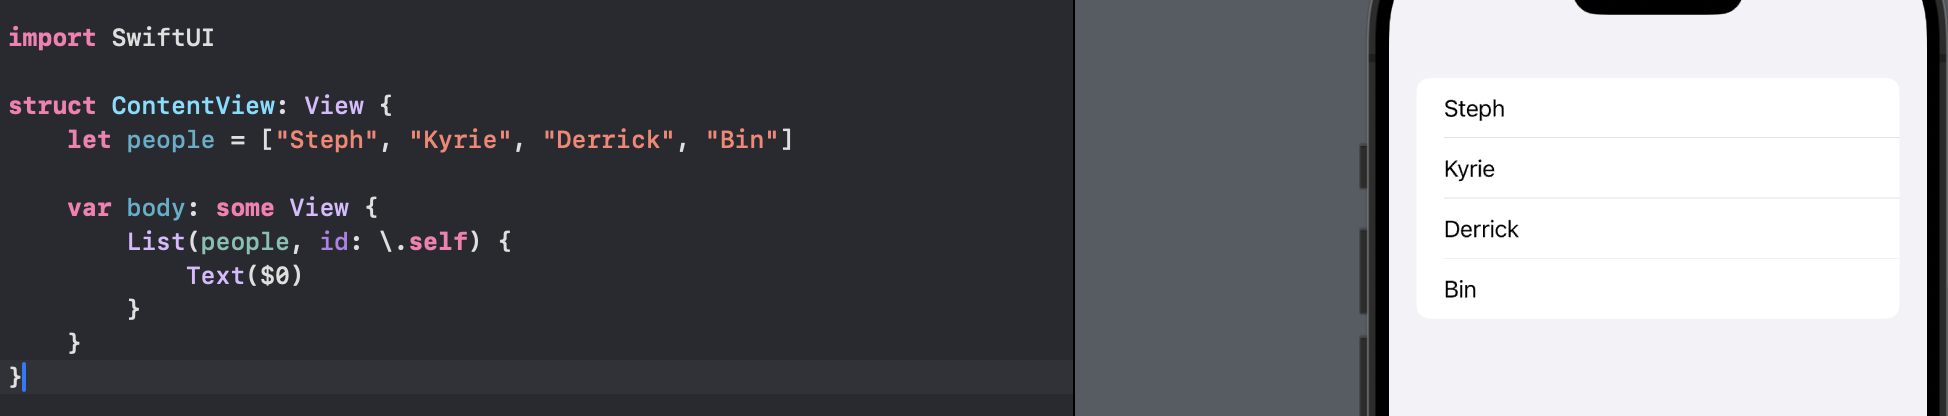 import SwiftUI
struct ContentView: View {
let people = ["Steph", "Kyrie", "Derrick", "Bin"]
var body: some View {
List(people, id: \.self) {
Text($0)
}
}
}
Steph
Kyrie
Derrick
Bin